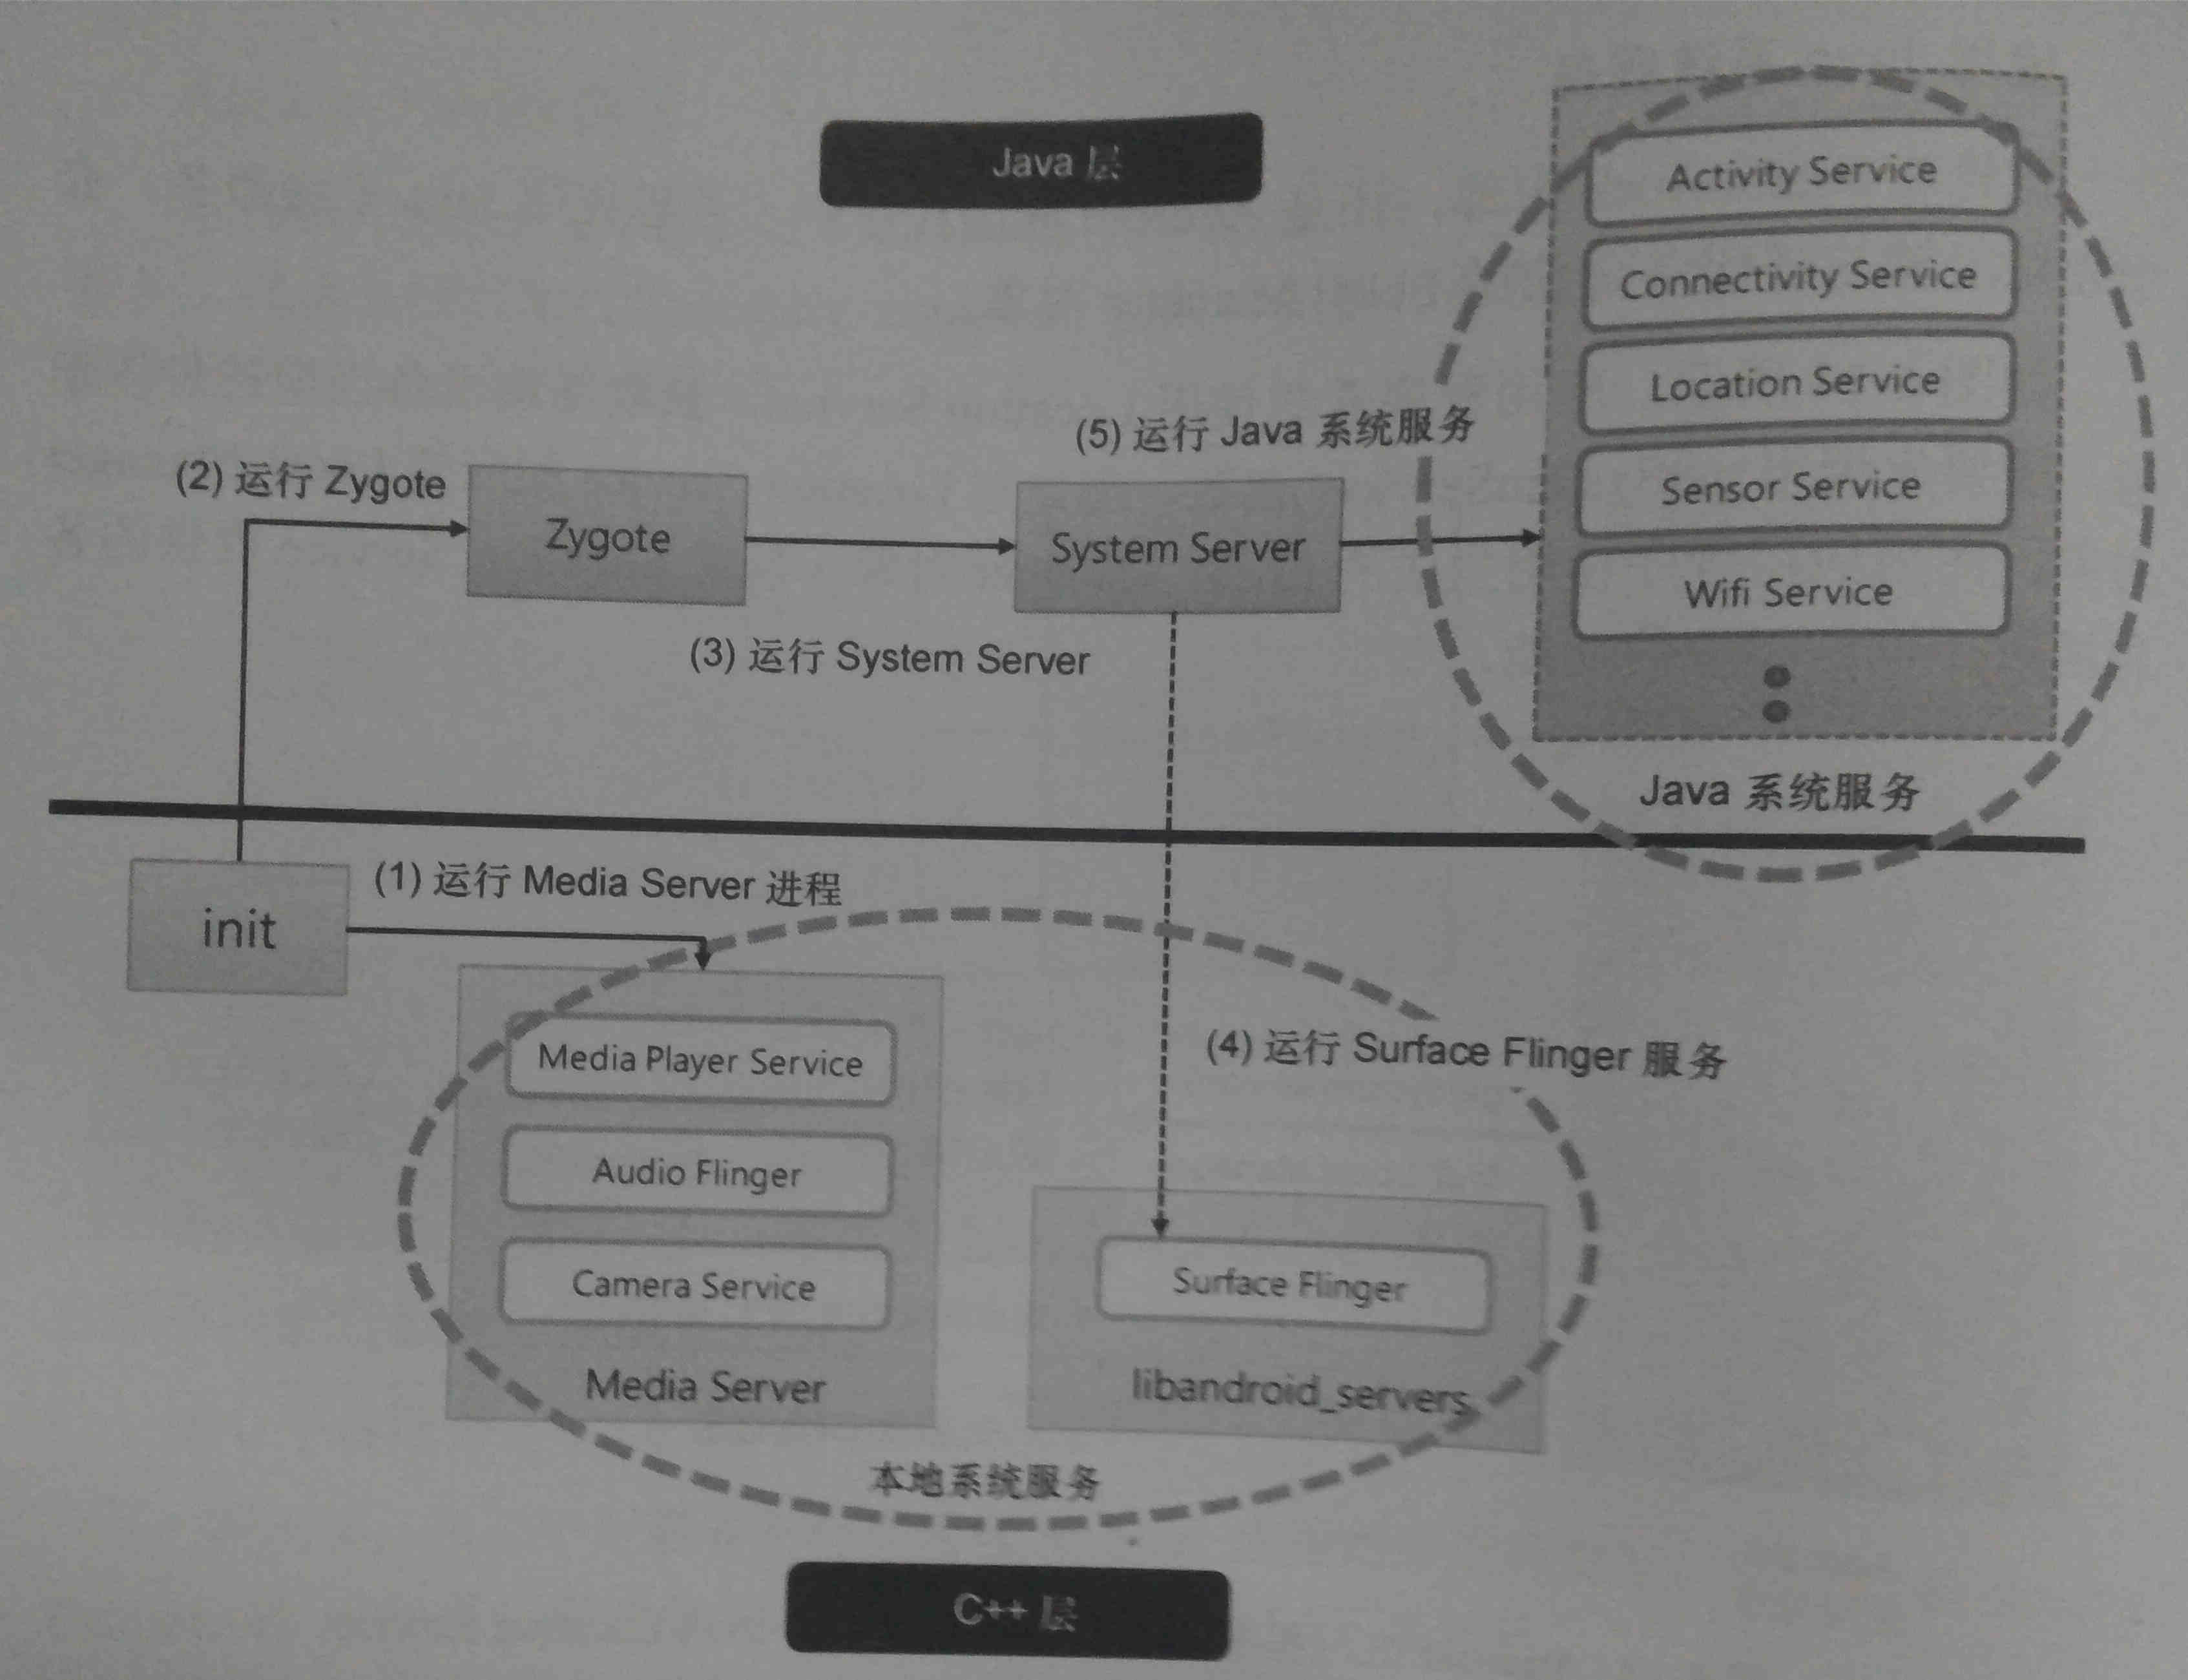 Java 层
Activity Service
Connectivity Service
Location Service
Sensor Service
Wifi Service
Java 系统服务
(5) 运行 Java 系统服务
(2) 运行 Zygote
Zygote
System Server
(3) 运行 System Server
init
(1) 运行 Media Server 进程
(4) 运行 Surface Flinger 服务
Media Player Service
Audio Flinger
Camera Service
Media Server
Surface Flinger
libandroid_servers
本地系统服务
C++ 层